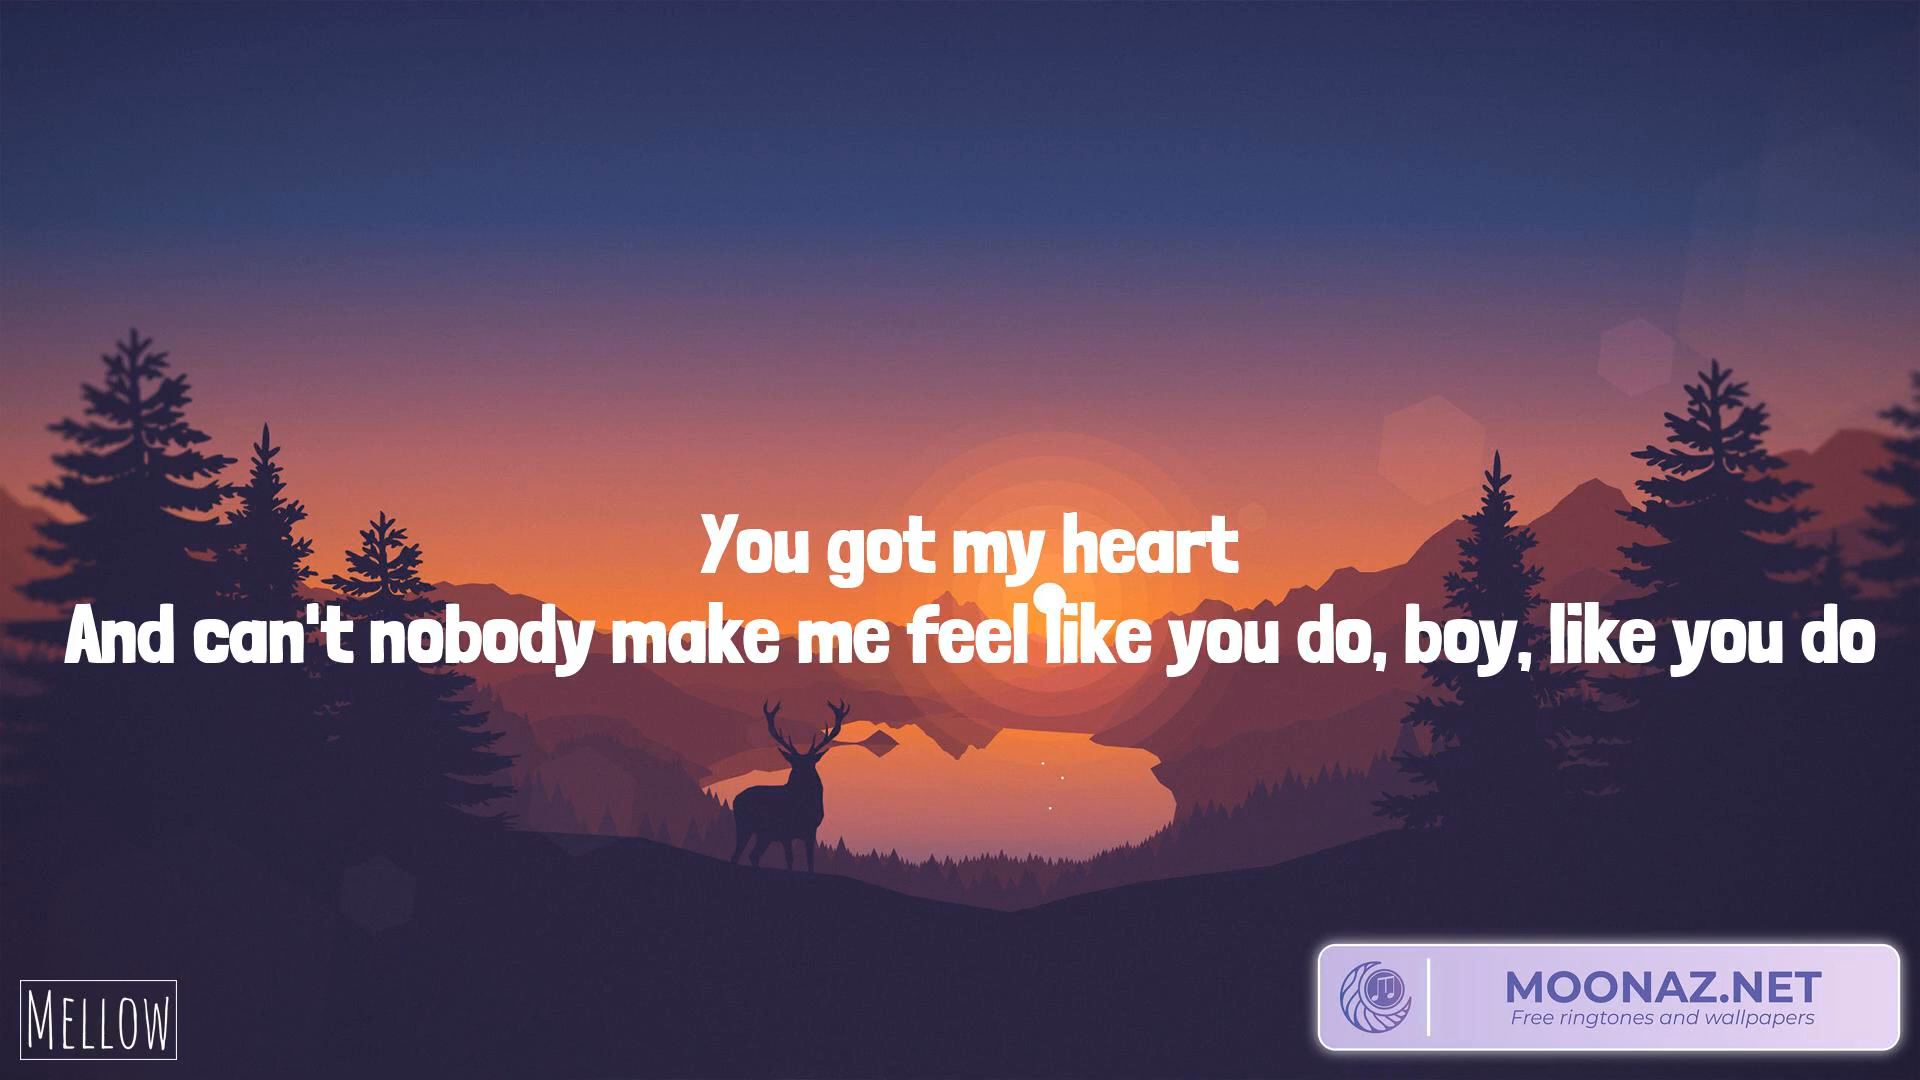 You got my heart
And can't nobody make me feel like you do, boy, like you do
MELLOW
MOONAZ.NET
Free ringtones and wallpapers